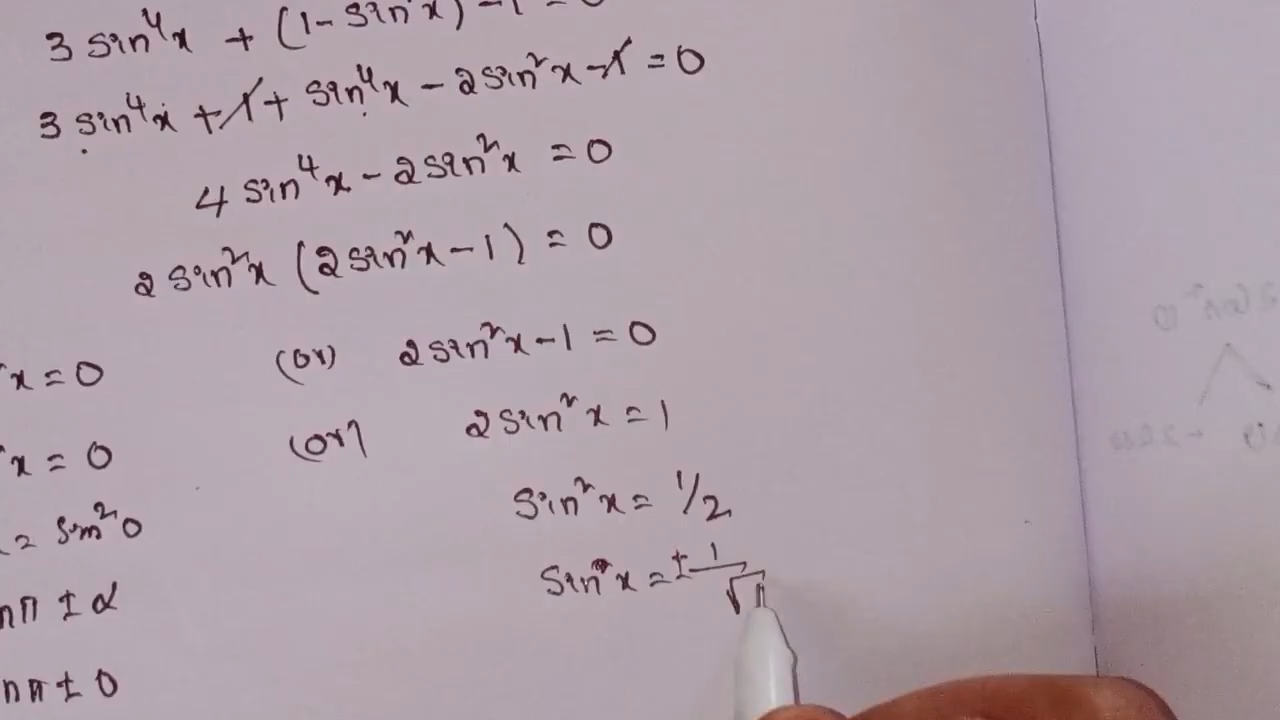 3 sin⁴x + (1 - sin²x) - 1 = 0
3 sin⁴x + 1 + sin⁴x - 2sin²x - 1 = 0
4 sin⁴x - 2sin²x = 0
2 sin²x (2sin²x - 1) = 0
x = 0 (or) 2sin²x - 1 = 0
x = 0 (or) 2sin²x = 1
sin²x = 1/2
= sin²0
sin x = ± 1/√
nπ ± α
nπ ± 0